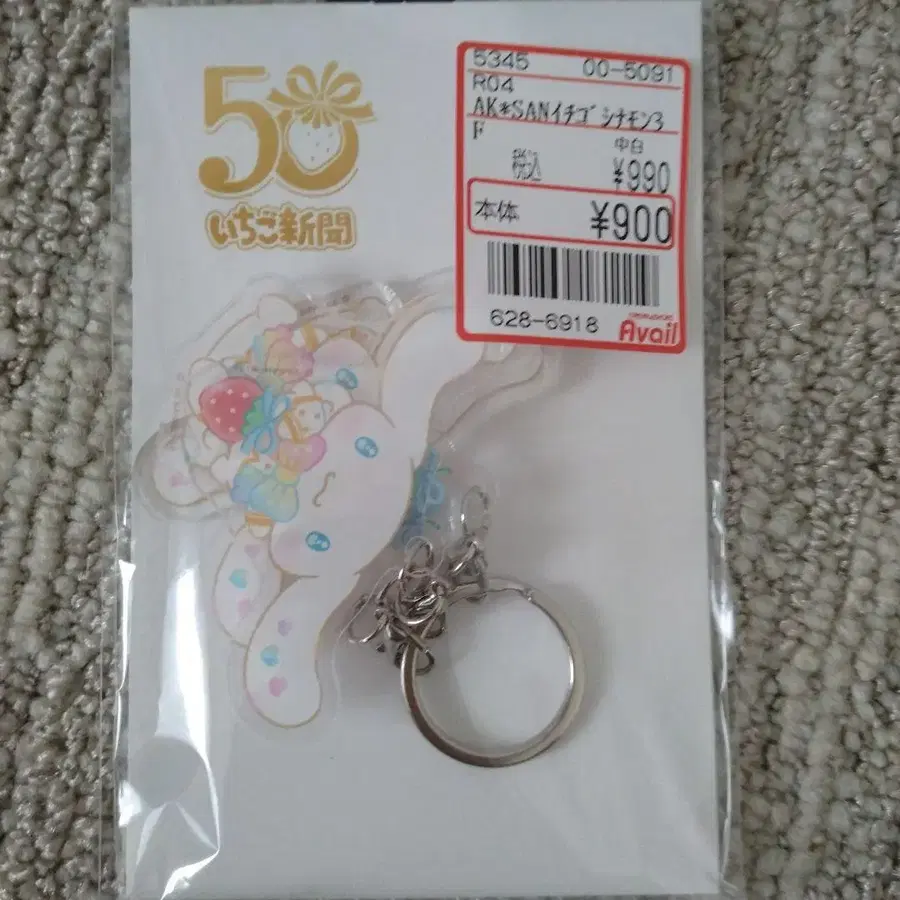 50
いちご新聞
5345 00-5091
R04
AK*SANイチゴ シナモン3
F 中白
税込 ¥990
本体 ¥900
628-6918
Avail